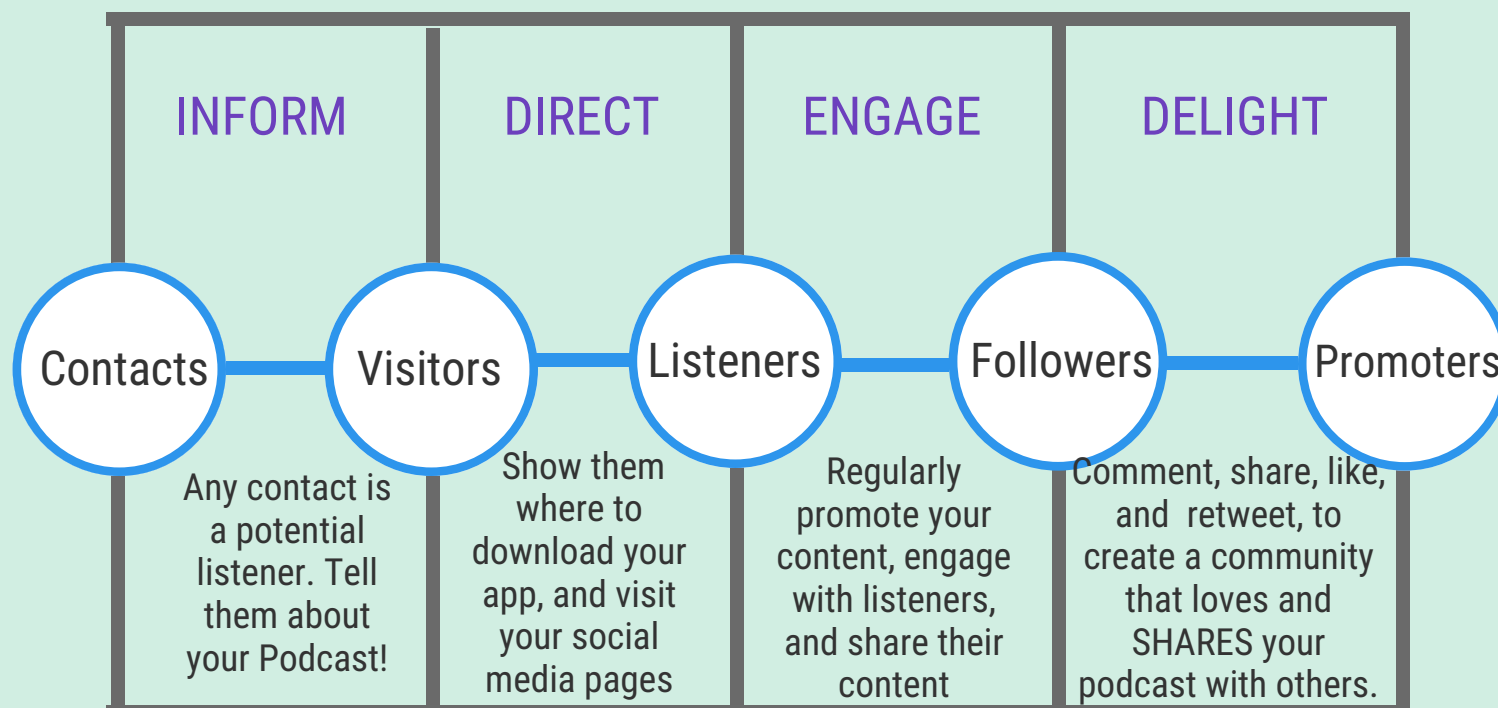 INFORM
DIRECT
ENGAGE
DELIGHT
Contacts
Visitors
Listeners
Followers
Promoters
Any contact is
a potential
listener. Tell
them about
your Podcast!
Show them
where to
download your
app, and visit
your social
media pages
Regularly
promote your
content, engage
with listeners,
and share their
content
Comment, share, like,
and  retweet, to
create a community
that loves and
SHARES your
podcast with others.